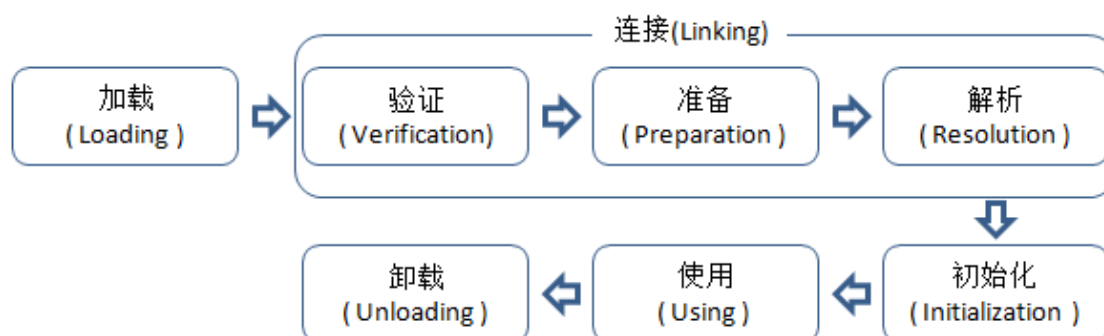 连接(Linking)
加载
( Loading )
验证
( Verification)
准备
( Preparation )
解析
( Resolution )
卸载
( Unloading )
使用
( Using )
初始化
( Initialization )